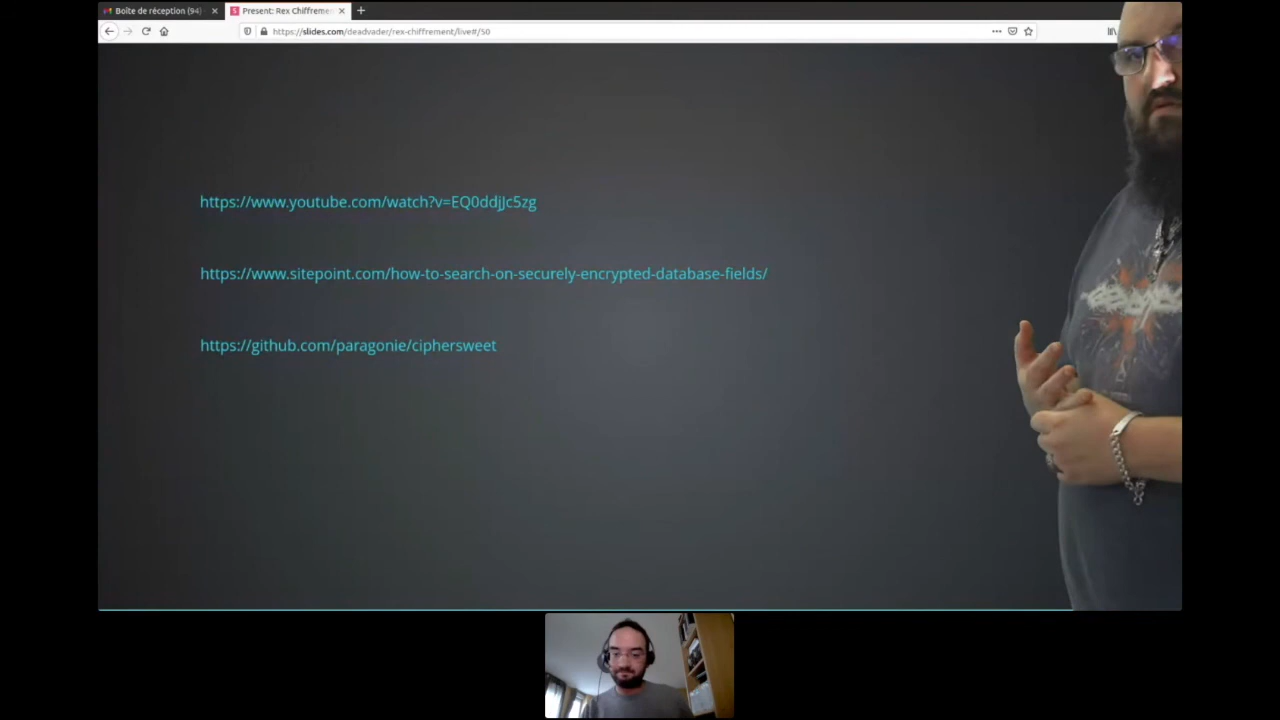 Boîte de réception (94)
Present: Rex Chiffremen
https://slides.com/deadvader/rex-chiffrement/live#/50
https://www.youtube.com/watch?v=EQ0ddjJc5zg
https://www.sitepoint.com/how-to-search-on-securely-encrypted-database-fields/
https://github.com/paragonie/ciphersweet